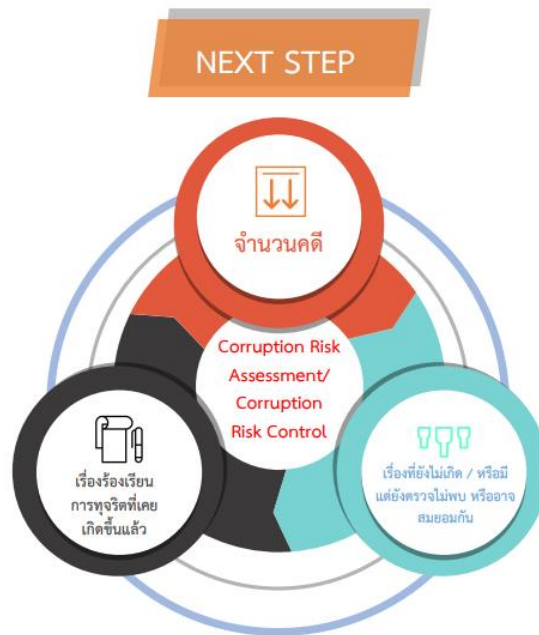 NEXT STEP
จำนวนคดี
Corruption Risk
Assessment/
Corruption
Risk Control
เรื่องร้องเรียน
การทุจริตที่เคย
เกิดขึ้นแล้ว
เรื่องที่ยังไม่เกิด / หรือมี
แต่ยังตรวจไม่พบ หรืออาจ
สมยอมกัน